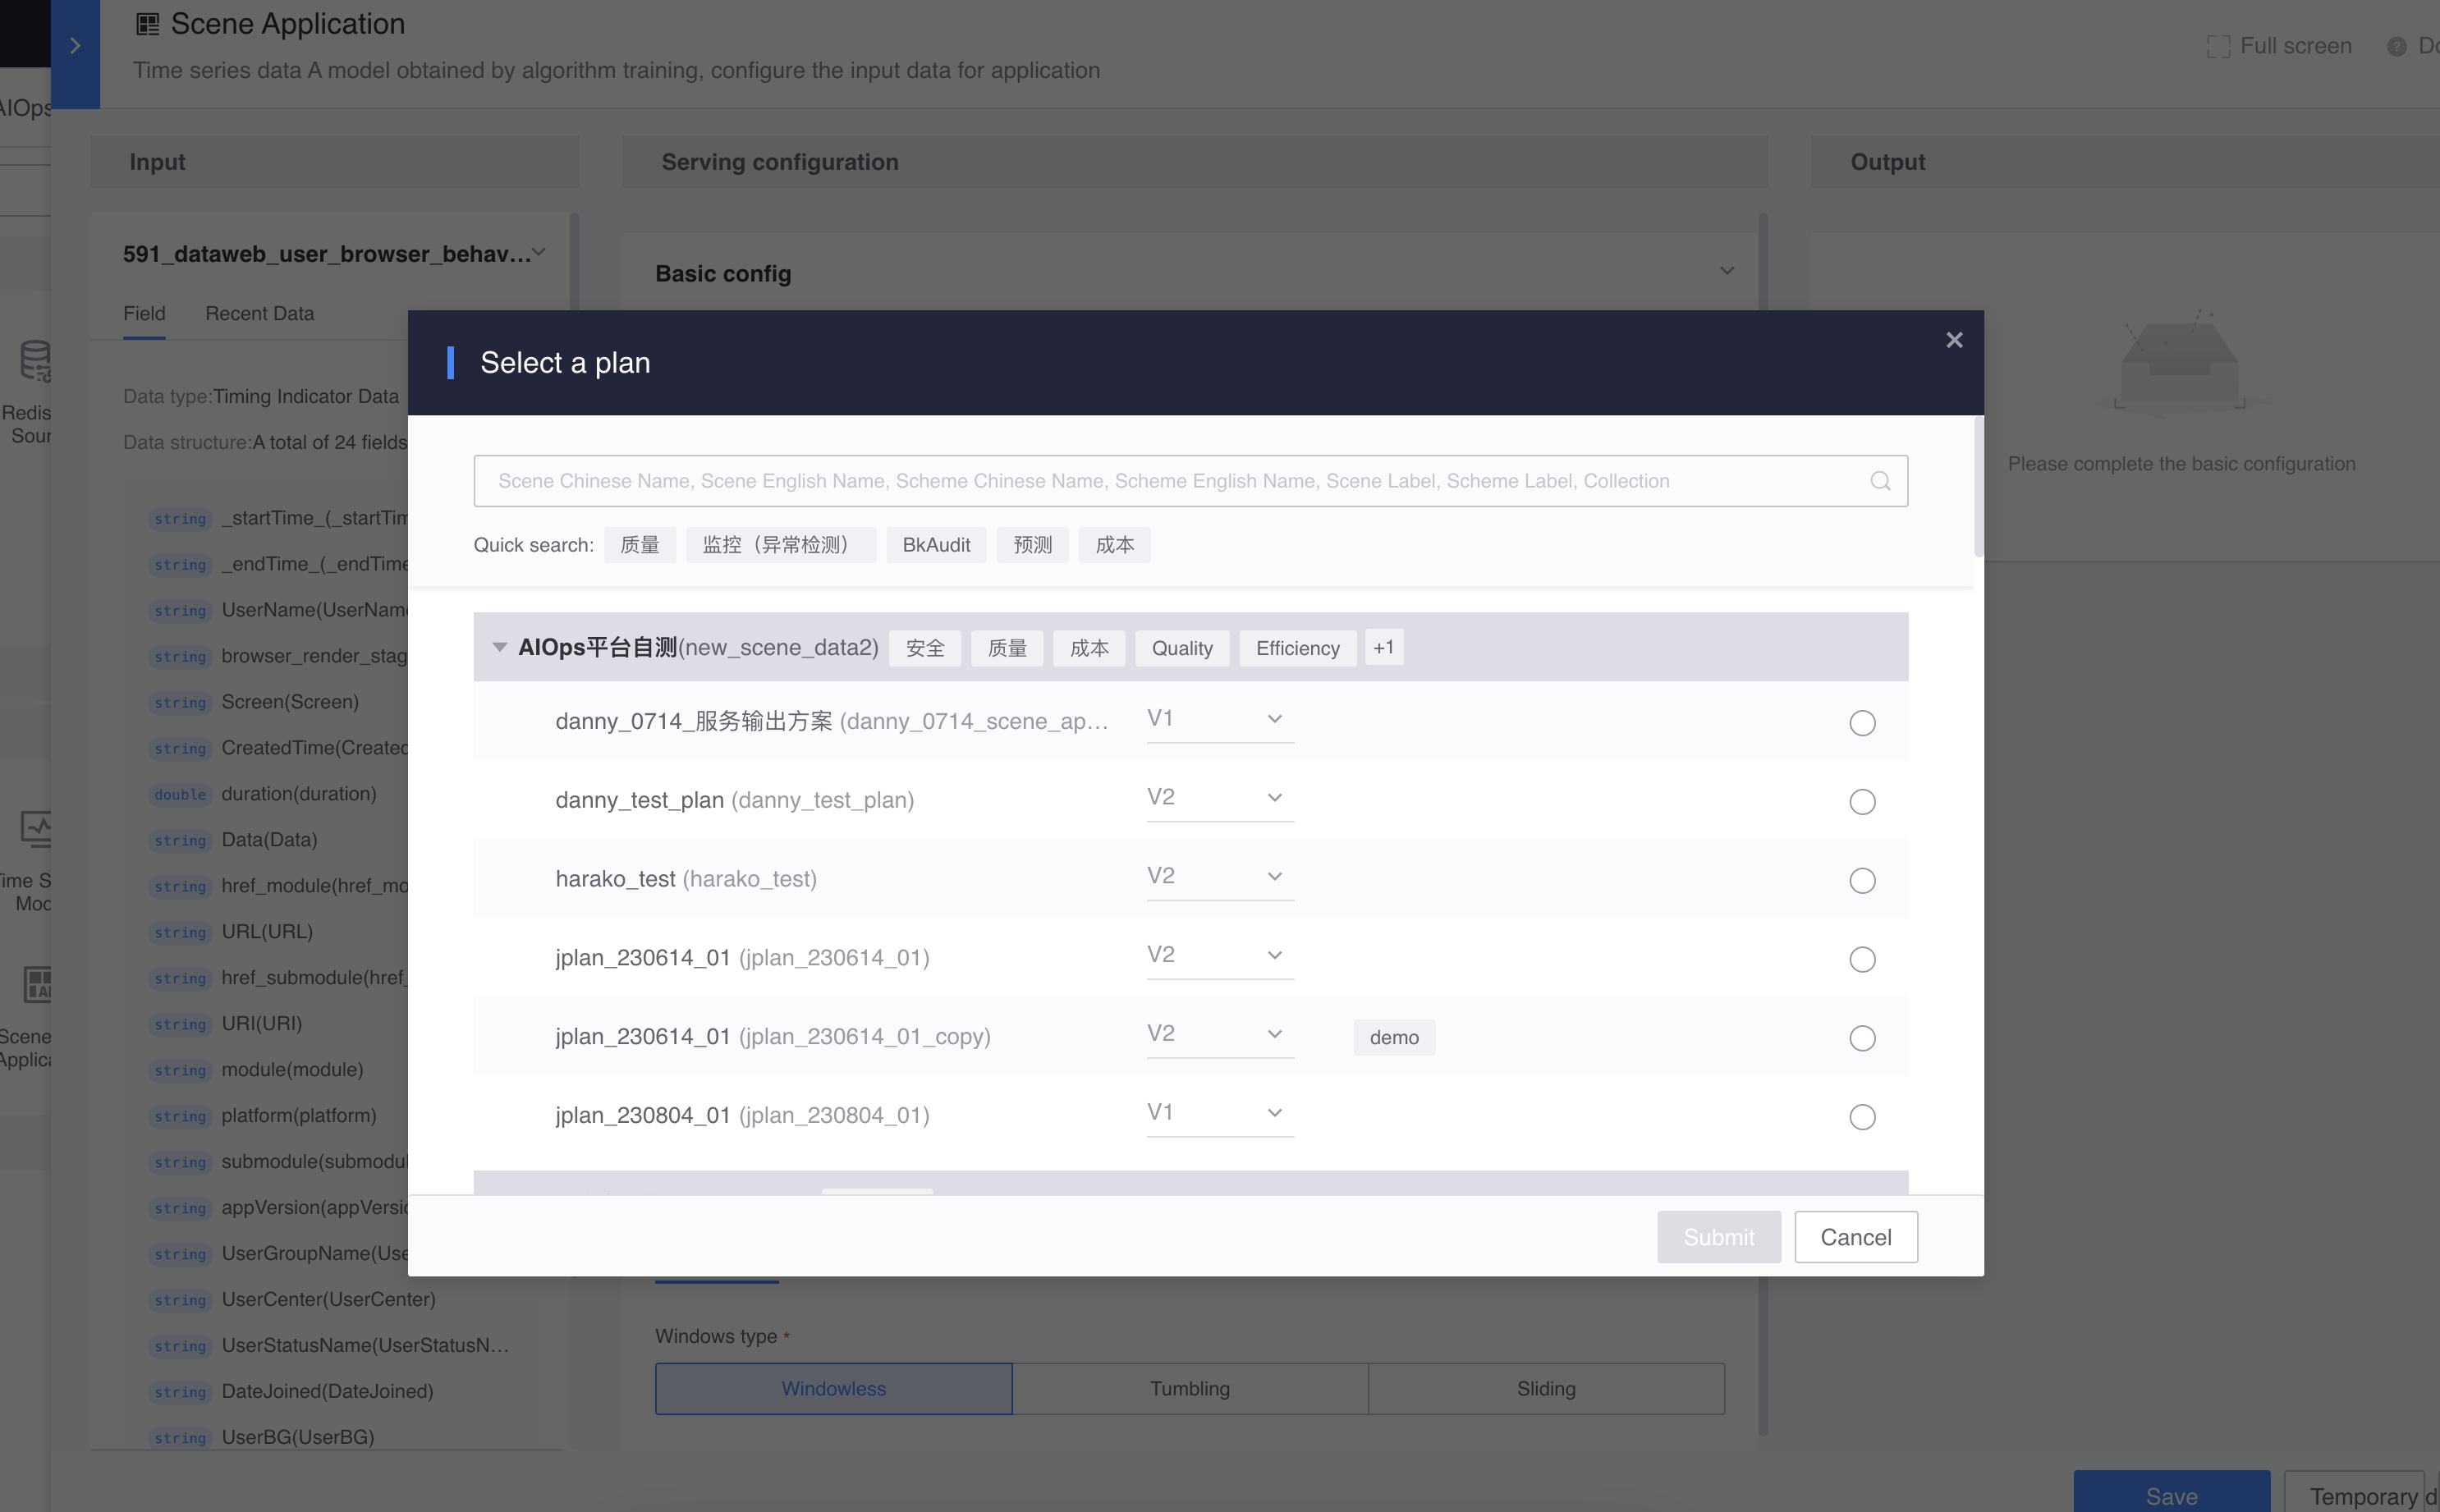 Scene Application
Time series data A model obtained by algorithm training, configure the input data for application
Full screen
AIOps
Input
Serving configuration
Output
591_dataweb_user_browser_behav...
Basic config
Field
Recent Data
Data type:Timing Indicator Data
Data structure:A total of 24 fields
Redis
Sour
Mod
Scene
Applica
string _startTime_(_startTim
string _endTime_(_endTime
string UserName(UserName
string browser_render_stag
string Screen(Screen)
string CreatedTime(Created
double duration(duration)
string Data(Data)
string href_module(href_mo
string URL(URL)
string href_submodule(href_
string URI(URI)
string module(module)
string platform(platform)
string submodule(submodul
string appVersion(appVersio
string UserGroupName(Use
string UserCenter(UserCenter)
string UserStatusName(UserStatusN...
string DateJoined(DateJoined)
string UserBG(UserBG)
Please complete the basic configuration
Select a plan
Scene Chinese Name, Scene English Name, Scheme Chinese Name, Scheme English Name, Scene Label, Scheme Label, Collection
Quick search: 质量 监控（异常检测） BkAudit 预测 成本
AIOps平台自测(new_scene_data2) 安全 质量 成本 Quality Efficiency +1
danny_0714_服务输出方案 (danny_0714_scene_ap... V1
danny_test_plan (danny_test_plan) V2
harako_test (harako_test) V2
jplan_230614_01 (jplan_230614_01) V2
jplan_230614_01 (jplan_230614_01_copy) V2 demo
jplan_230804_01 (jplan_230804_01) V1
Submit
Cancel
Windows type *
Windowless
Tumbling
Sliding
Save
Temporary d